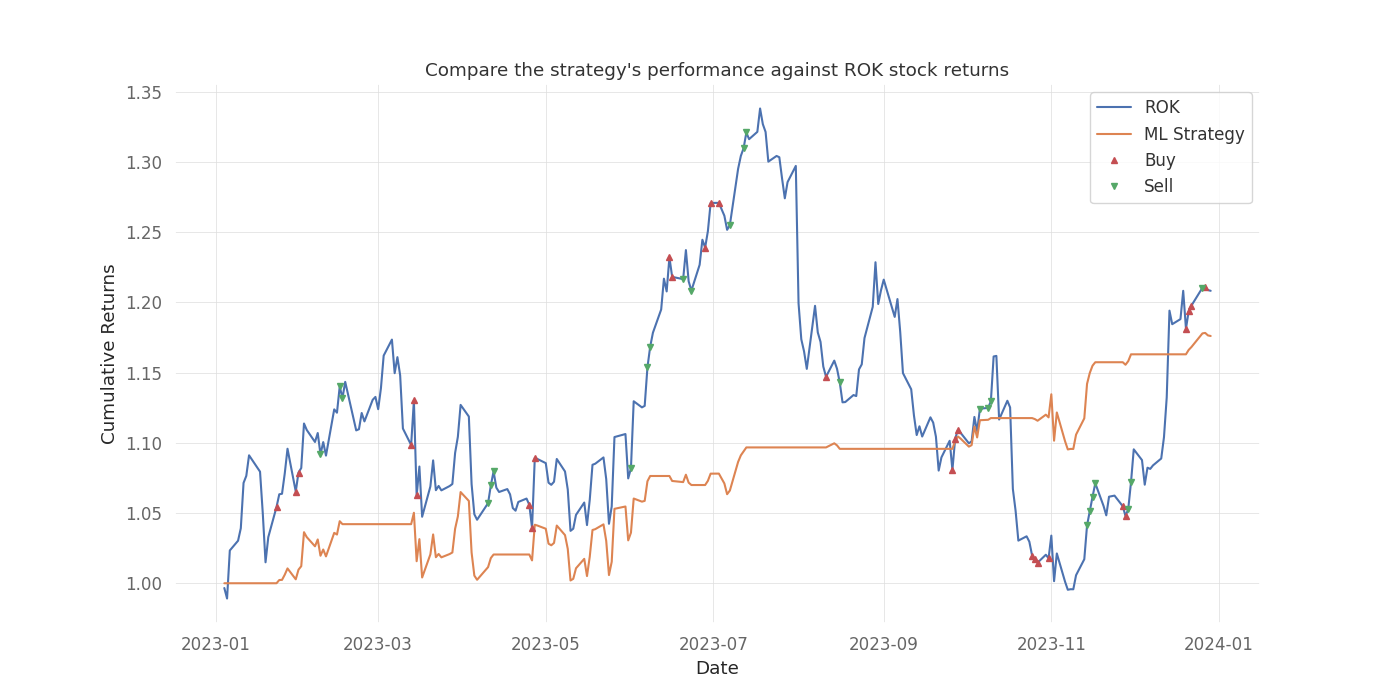 Compare the strategy's performance against ROK stock returns
1.35
1.30
1.25
1.20
1.15
1.10
1.05
1.00
Cumulative Returns
ROK
ML Strategy
Buy
Sell
2023-01 2023-03 2023-05 2023-07 2023-09 2023-11 2024-01
Date